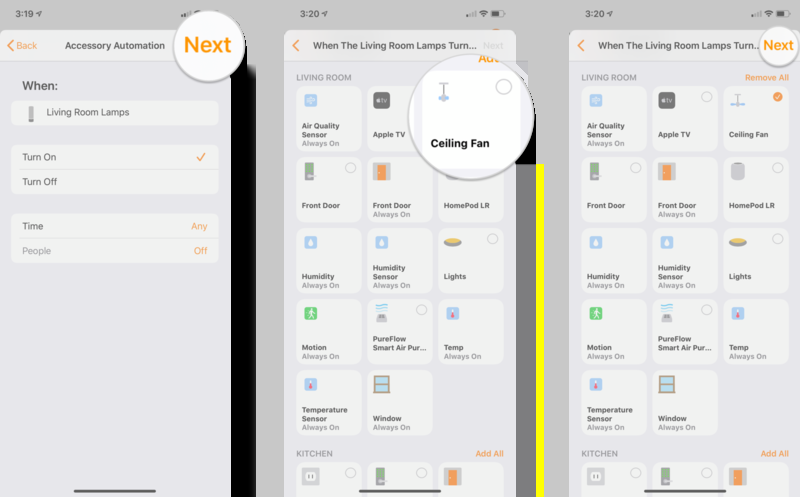 3:19
Back
Accessory Automation
Next
When:
Living Room Lamps
Turn On
Turn Off
Time
Any
People
Off
3:20
When The Living Room Lamps Turn...
Next
LIVING ROOM
Air Quality
Sensor
Always On
tv
Apple TV
Ceiling Fan
Front Door
Front Door
Always On
HomePod LR
Humidity
Always On
Humidity
Sensor
Always On
Lights
Motion
Always On
PureFlow
Smart Air Pur...
Temp
Always On
Temperature
Sensor
Always On
Window
Always On
KITCHEN
Add All
3:20
When The Living Room Lamps Turn...
Next
LIVING ROOM
Remove All
Air Quality
Sensor
Always On
tv
Apple TV
Ceiling Fan
Front Door
Front Door
Always On
HomePod LR
Humidity
Always On
Humidity
Sensor
Always On
Lights
Motion
Always On
PureFlow
Smart Air Pur...
Temp
Always On
Temperature
Sensor
Always On
Window
Always On
KITCHEN
Add All